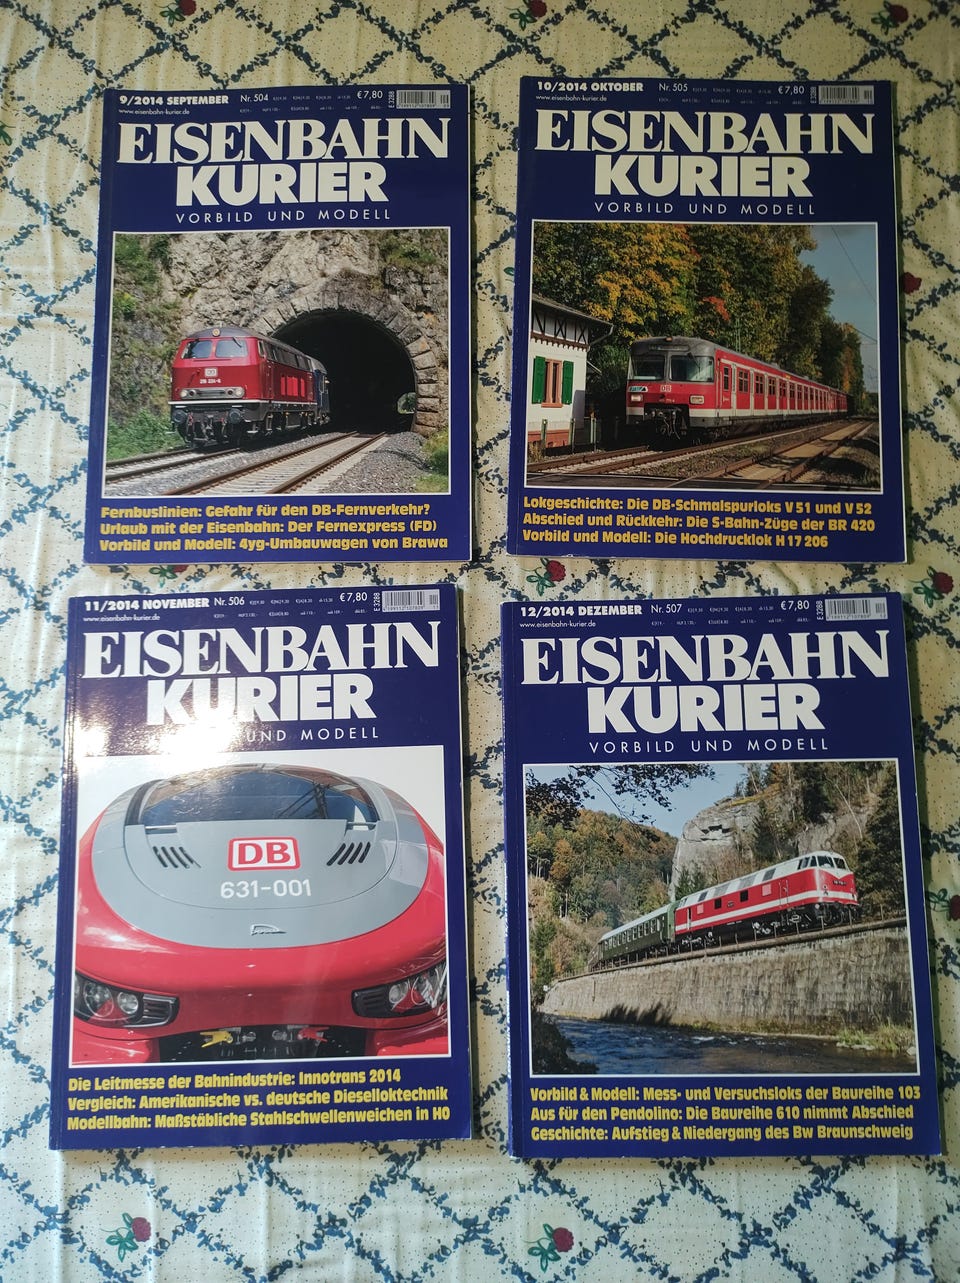 9/2014 SEPTEMBER Nr. 504 € 7,80
www.eisenbahn-kurier.de
E 3288
EISENBAHN
KURIER
VORBILD UND MODELL
DB
Fernbuslinien: Gefahr für den DB-Fernverkehr?
Urlaub mit der Eisenbahn: Der Fernexpress (FD)
Vorbild und Modell: 4yg-Umbauwagen von Brawa
10/2014 OKTOBER Nr. 505 € 7,80
www.eisenbahn-kurier.de
E 3288
EISENBAHN
KURIER
VORBILD UND MODELL
DB
Lokgeschichte: Die DB-Schmalspurloks V 51 und V 52
Abschied und Rückkehr: Die S-Bahn-Züge der BR 420
Vorbild und Modell: Die Hochdrucklok H 17 206
11/2014 NOVEMBER Nr. 506 € 7,80
www.eisenbahn-kurier.de
E 3288
EISENBAHN
KURIER
UND MODELL
DB
631-001
Die Leitmesse der Bahnindustrie: Innotrans 2014
Vergleich: Amerikanische vs. deutsche Dieselloktechnik
Modellbahn: Maßstäbliche Stahlschwellenweichen in H0
12/2014 DEZEMBER Nr. 507 € 7,80
www.eisenbahn-kurier.de
E 3288
EISENBAHN
KURIER
VORBILD UND MODELL
Vorbild & Modell: Mess- und Versuchsloks der Baureihe 103
Aus für den Pendolino: Die Baureihe 610 nimmt Abschied
Geschichte: Aufstieg & Niedergang des Bw Braunschweig